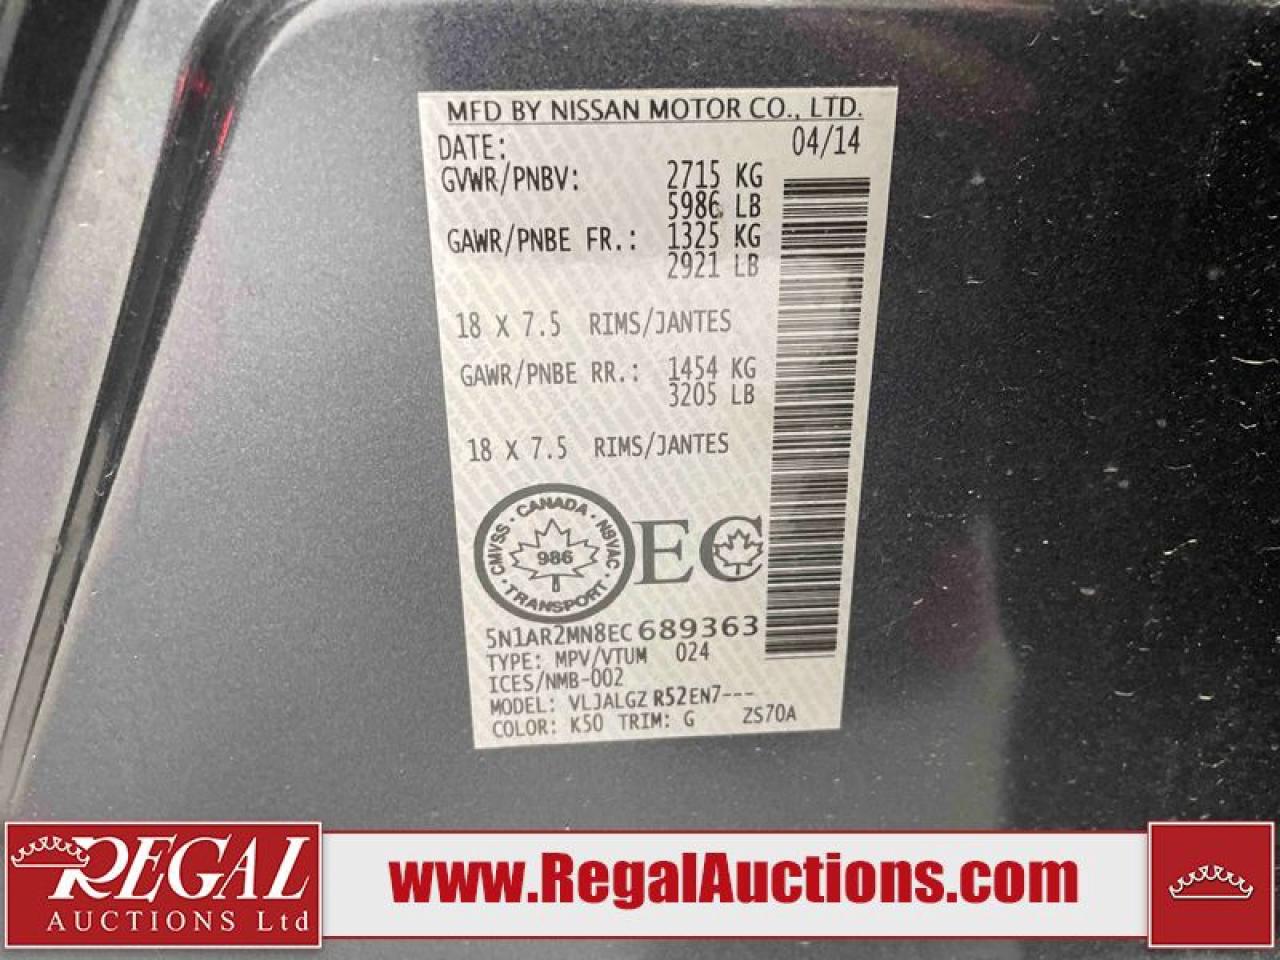 MFD BY NISSAN MOTOR CO., LTD.
DATE: 04/14
GVWR/PNBV: 2715 KG
5986 LB
GAWR/PNBE FR.: 1325 KG
2921 LB
18 X 7.5 RIMS/JANTES
GAWR/PNBE RR.: 1454 KG
3205 LB
18 X 7.5 RIMS/JANTES
CMVSS · CANADA · NSVAC · TRANSPORT ·
986
EC
5N1AR2MN8EC689363
TYPE: MPV/VTUM 024
ICES/NMB-002
MODEL: VLJALGZ R52EN7---
COLOR: K50 TRIM: G ZS70A
REGAL
AUCTIONS Ltd
www.RegalAuctions.com